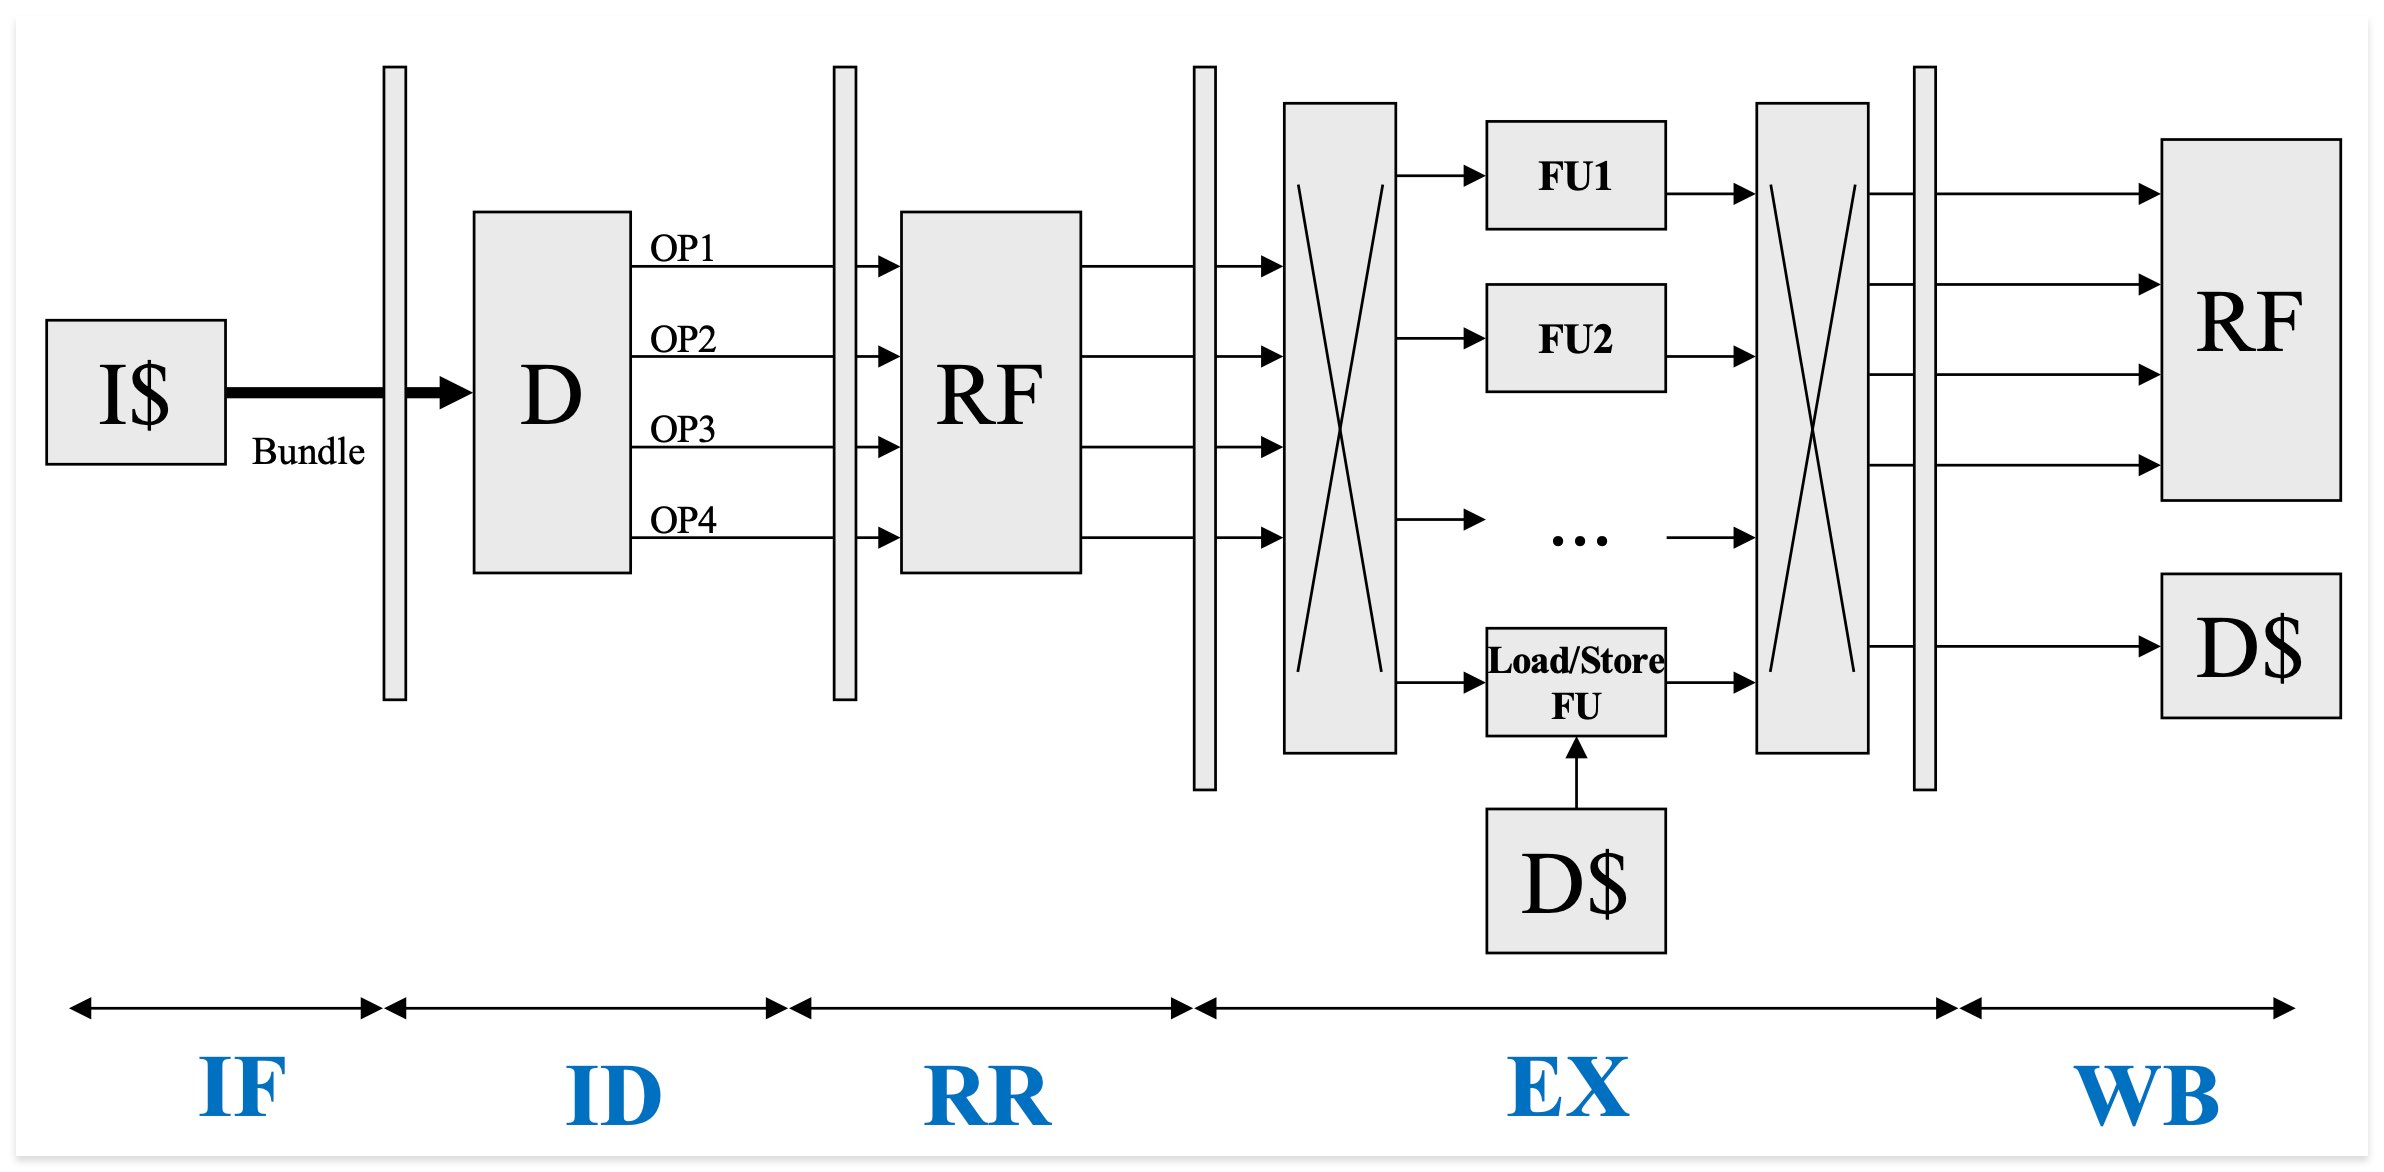 I$
Bundle
D
OP1
OP2
OP3
OP4
RF
FU1
FU2
...
Load/Store
FU
D$
RF
D$
IF
ID
RR
EX
WB